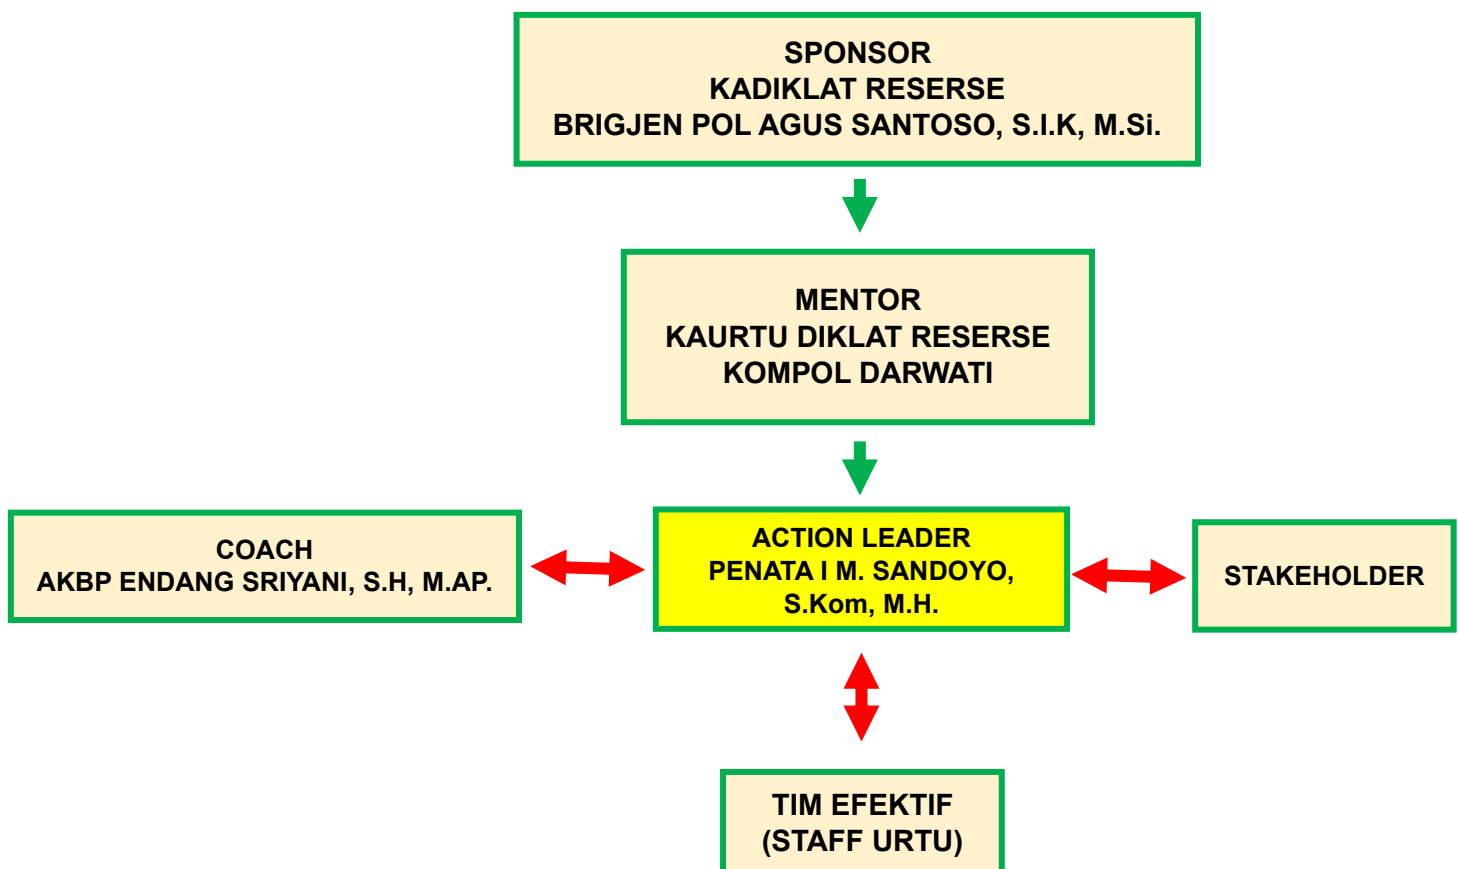 SPONSOR
KADIKLAT RESERSE
BRIGJEN POL AGUS SANTOSO, S.I.K, M.Si.
MENTOR
KAURTU DIKLAT RESERSE
KOMPOL DARWATI
COACH
AKBP ENDANG SRIYANI, S.H, M.AP.
ACTION LEADER
PENATA I M. SANDOYO,
S.Kom, M.H.
STAKEHOLDER
TIM EFEKTIF
(STAFF URTU)